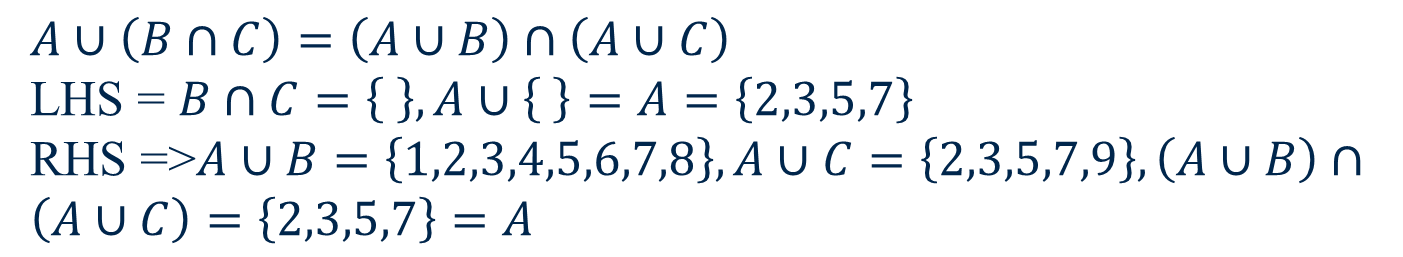 A ∪ (B ∩ C) = (A ∪ B) ∩ (A ∪ C)
LHS = B ∩ C = { }, A ∪ { } = A = {2,3,5,7}
RHS =>A ∪ B = {1,2,3,4,5,6,7,8}, A ∪ C = {2,3,5,7,9}, (A ∪ B) ∩
(A ∪ C) = {2,3,5,7} = A